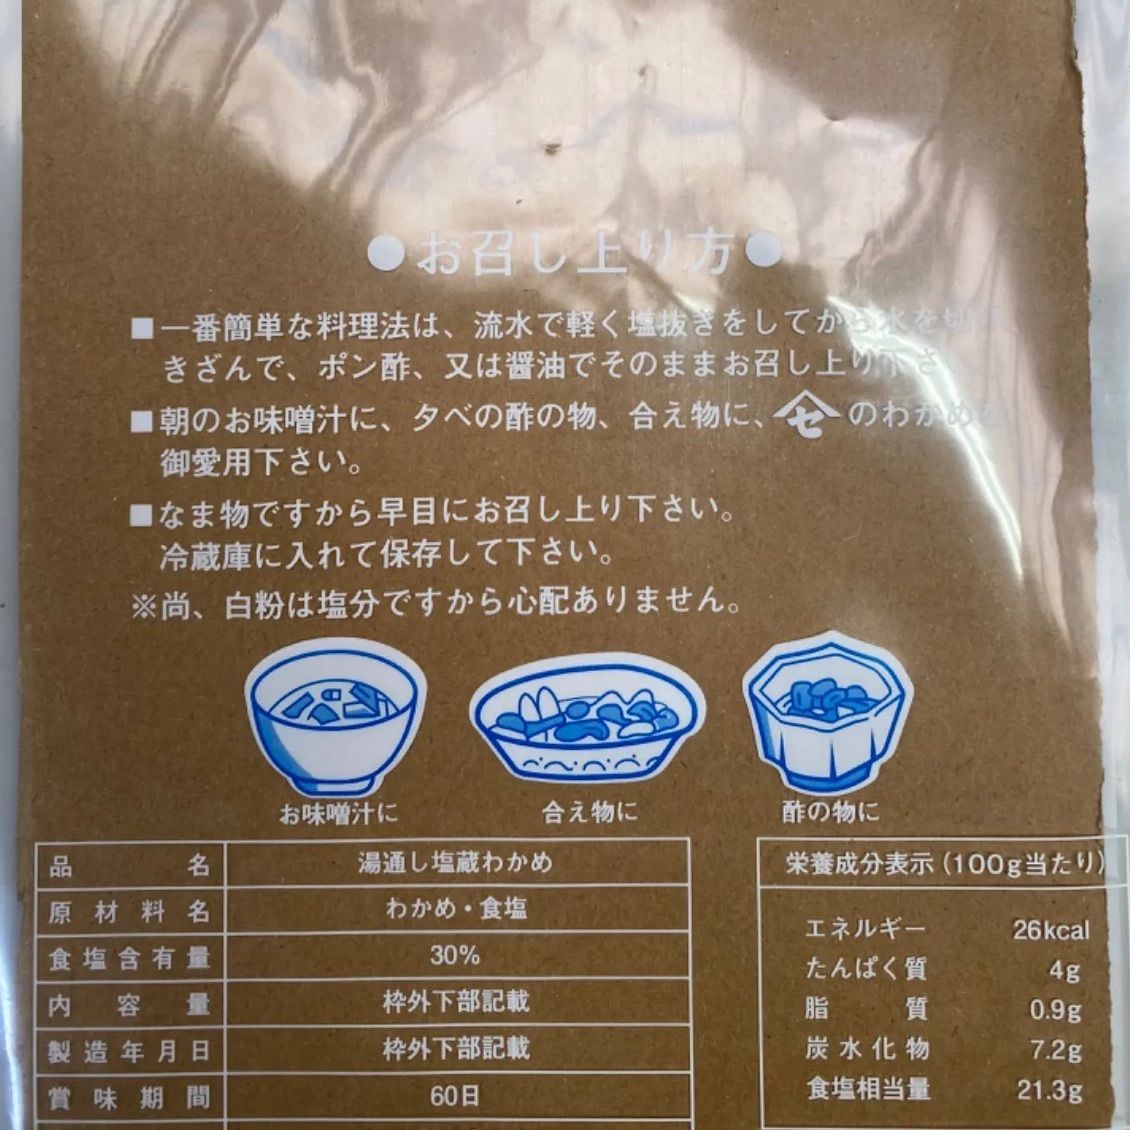 ●お召し上り方●
■一番簡単な料理法は、流水で軽く塩抜きをしてから水を切
きざんで、ポン酢、又は醤油でそのままお召し上り下さ
■朝のお味噌汁に、夕べの酢の物、合え物に、セのわかめを
御愛用下さい。
■なま物ですから早目にお召し上り下さい。
冷蔵庫に入れて保存して下さい。
※尚、白粉は塩分ですから心配ありません。
お味噌汁に 合え物に 酢の物に
品名 湯通し塩蔵わかめ
原材料名 わかめ・食塩
食塩含有量 30%
内容量 枠外下部記載
製造年月日 枠外下部記載
賞味期間 60日
栄養成分表示(100g当たり)
エネルギー 26kcal
たんぱく質 4g
脂質 0.9g
炭水化物 7.2g
食塩相当量 21.3g